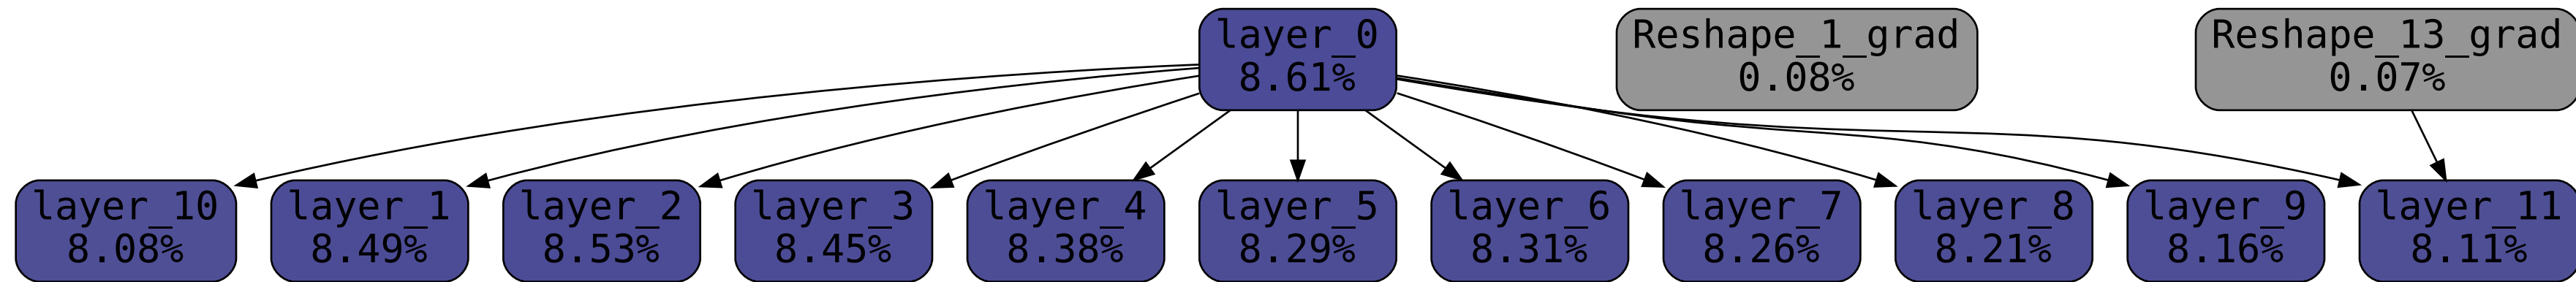 layer_0
8.61%
Reshape_1_grad
0.08%
Reshape_13_grad
0.07%
layer_10
8.08%
layer_1
8.49%
layer_2
8.53%
layer_3
8.45%
layer_4
8.38%
layer_5
8.29%
layer_6
8.31%
layer_7
8.26%
layer_8
8.21%
layer_9
8.16%
layer_11
8.11%